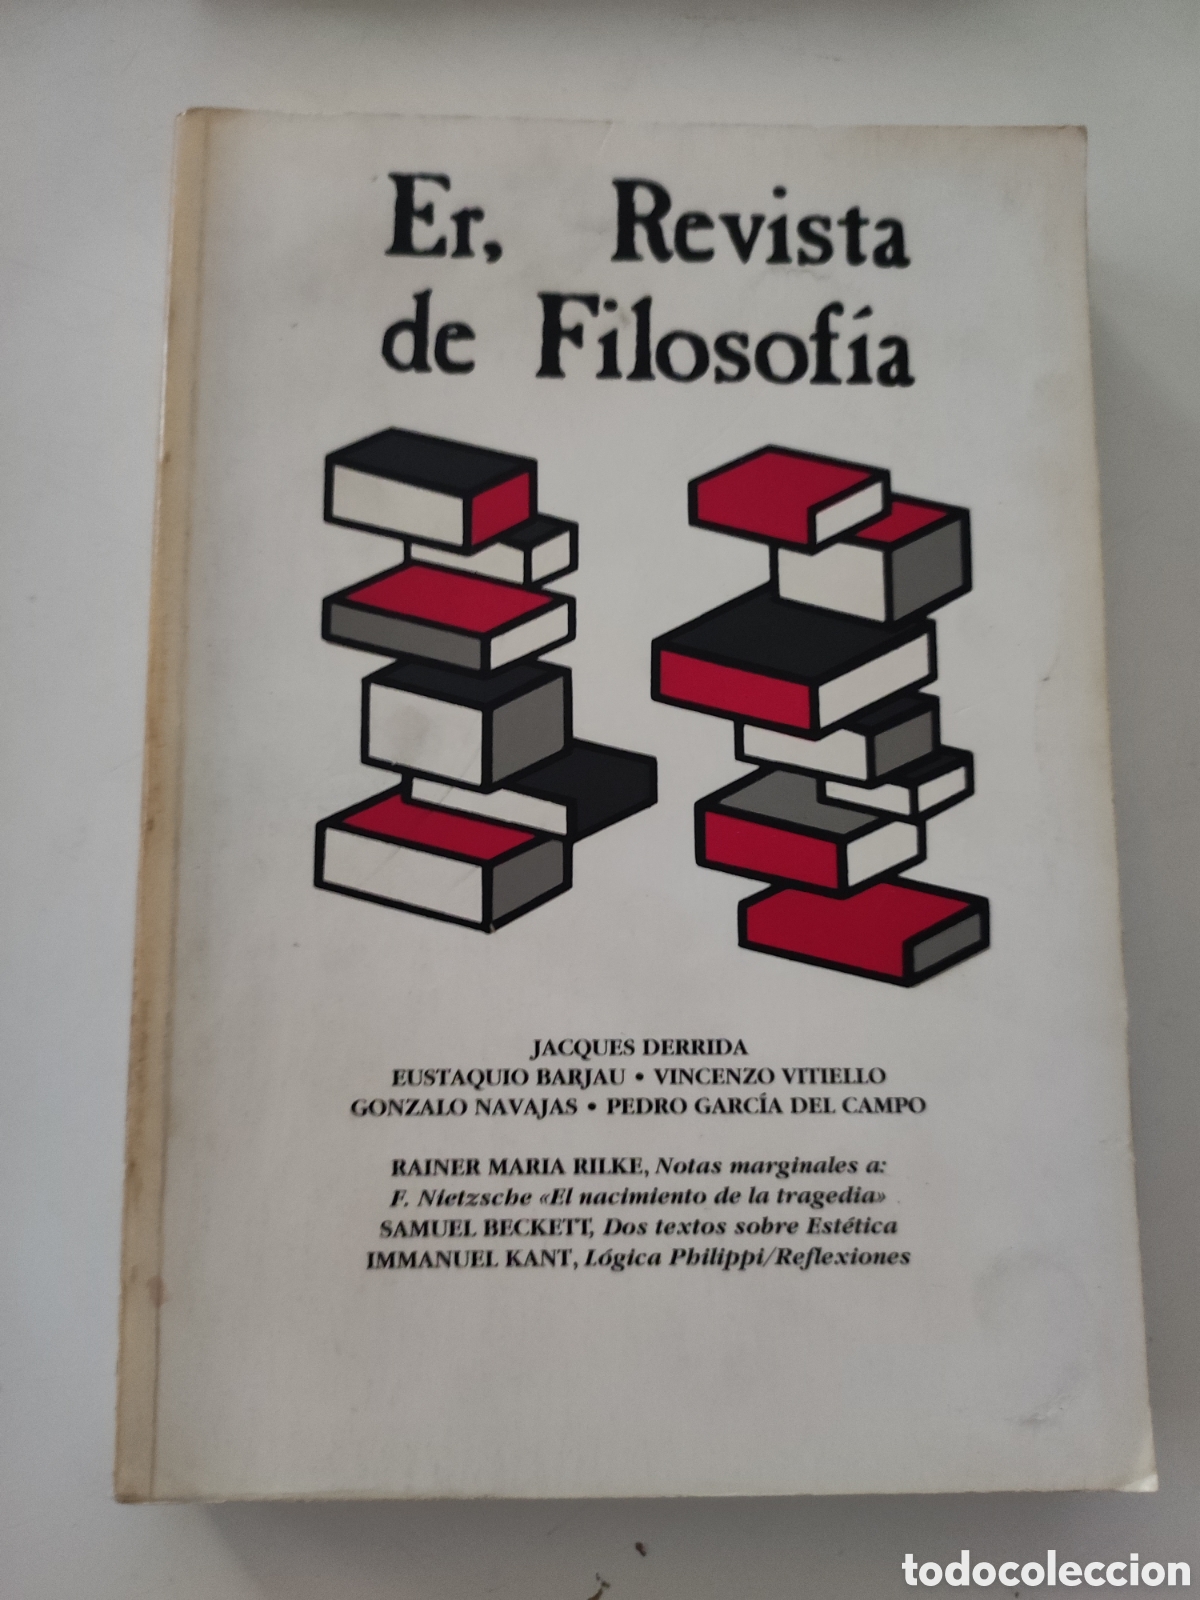 Er, Revista
de Filosofía
JACQUES DERRIDA
EUSTAQUIO BARJAU • VINCENZO VITIELLO
GONZALO NAVAJAS • PEDRO GARCÍA DEL CAMPO
RAINER MARIA RILKE, Notas marginales a:
F. Nietzsche «El nacimiento de la tragedia»
SAMUEL BECKETT, Dos textos sobre Estética
IMMANUEL KANT, Lógica Philippi/Reflexiones
todocoleccion